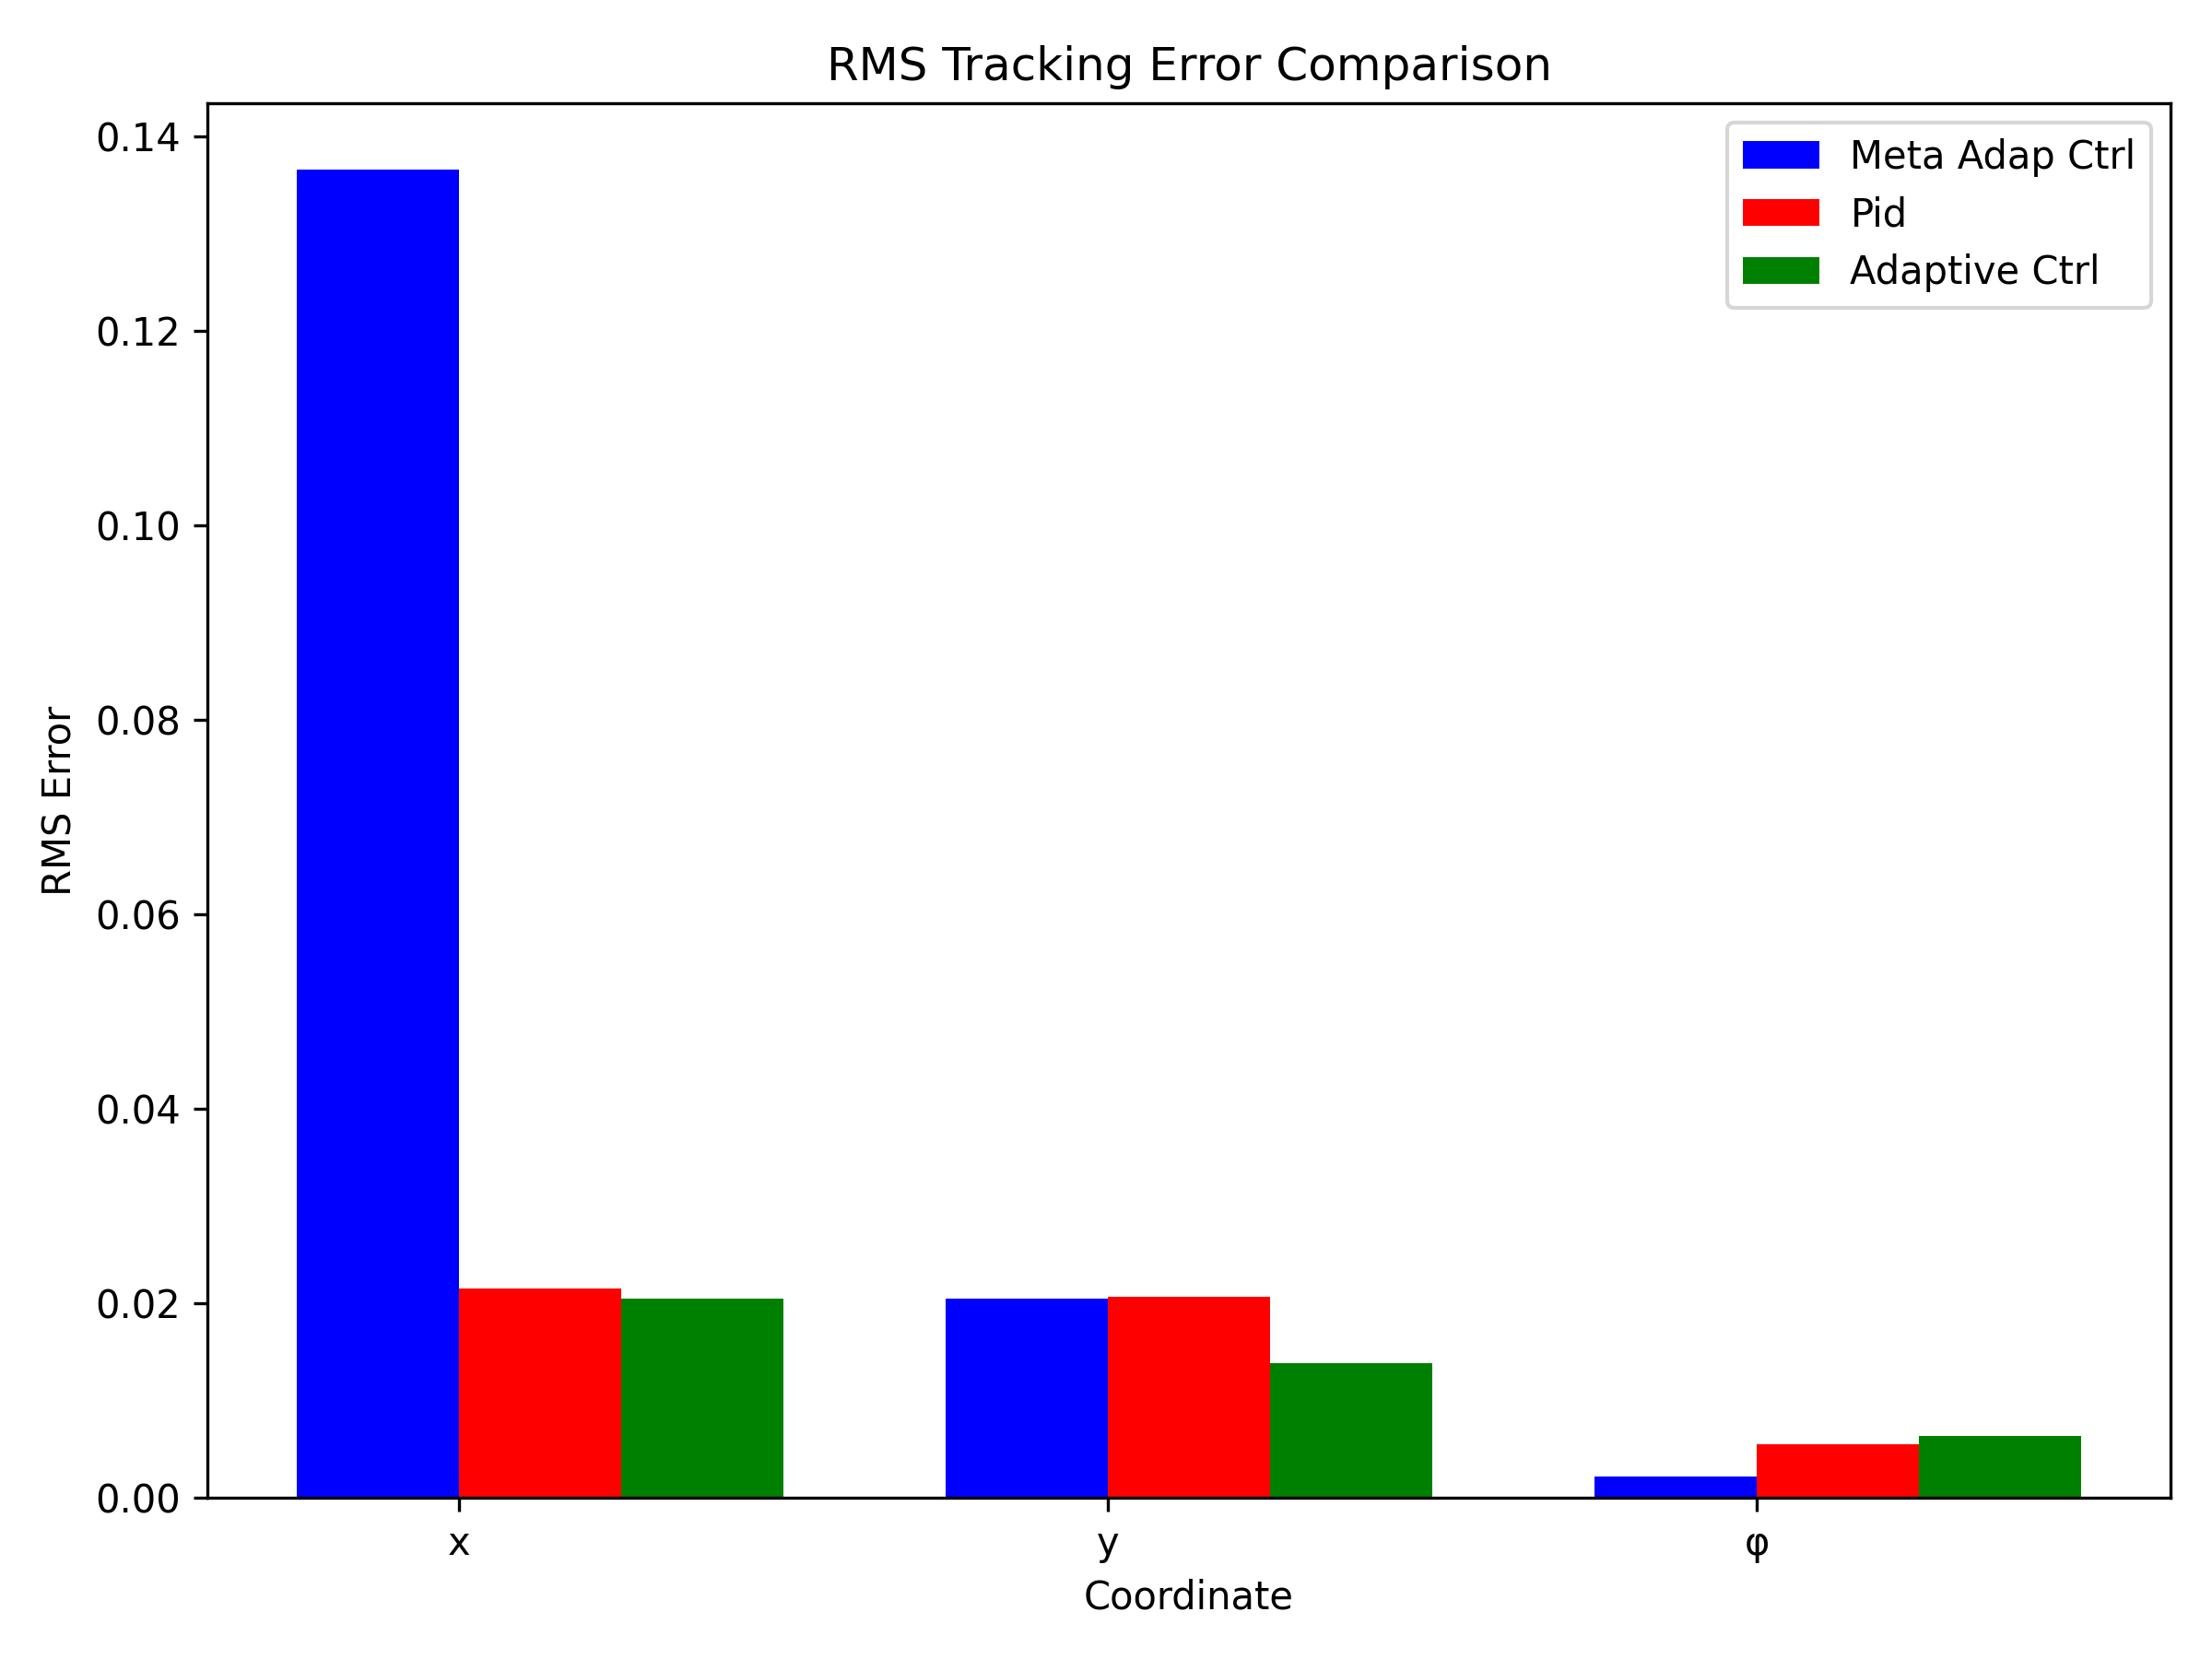 RMS Tracking Error Comparison
Meta Adap Ctrl
Pid
Adaptive Ctrl
RMS Error
0.14
0.12
0.10
0.08
0.06
0.04
0.02
0.00
x
y
φ
Coordinate